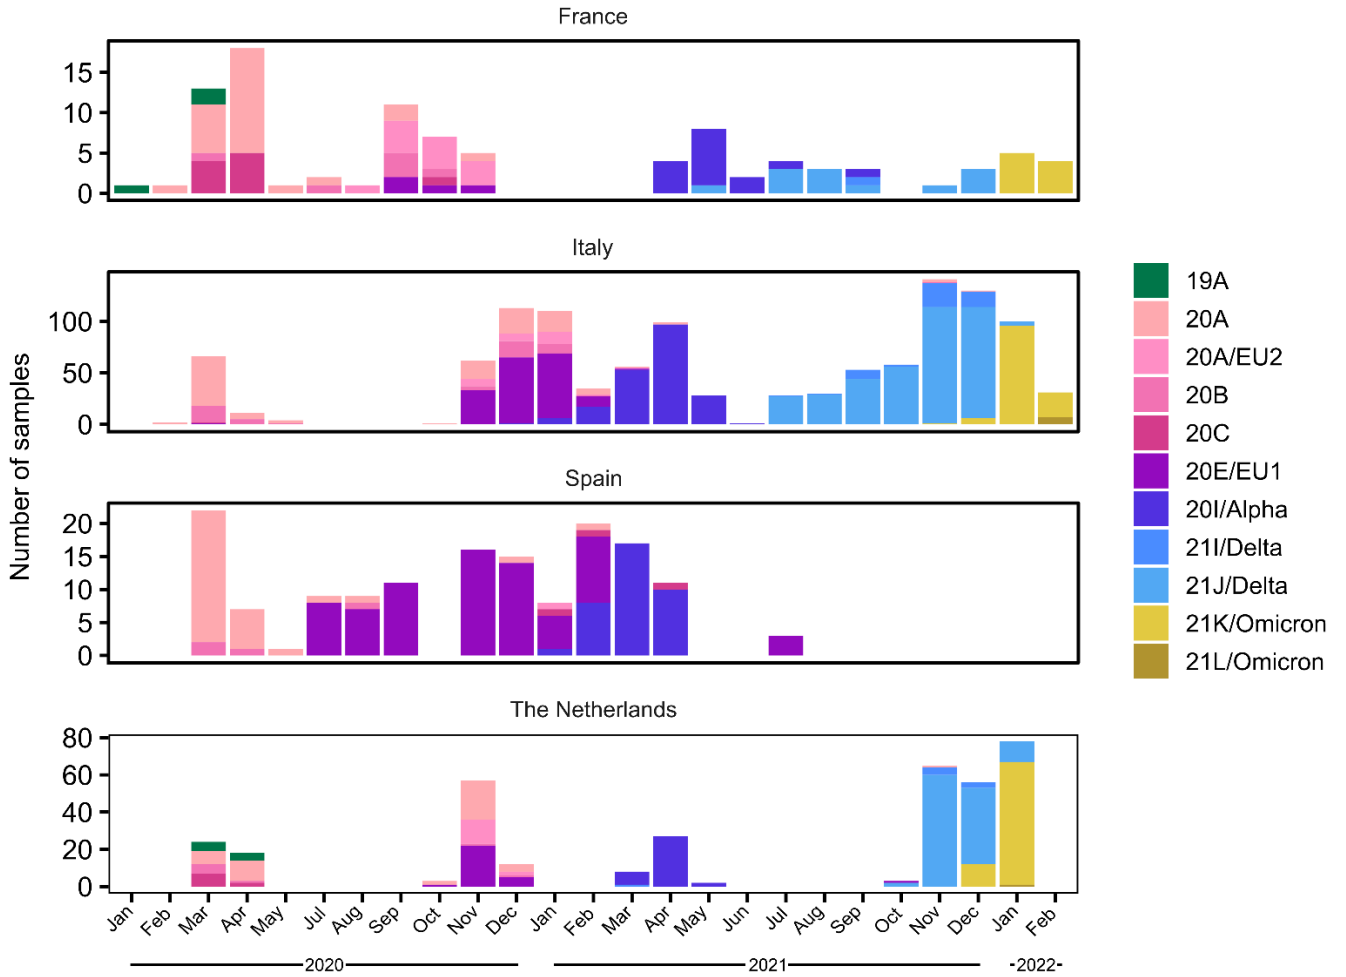 France
15
10
5
0
Italy
100
50
0
Number of samples
Spain
20
15
10
5
0
The Netherlands
80
60
40
20
0
Jan Feb Mar Apr May Jul Aug Sep Oct Nov Dec Jan Feb Mar Apr May Jun Jul Aug Sep Oct Nov Dec Jan Feb
2020 2021 2022
19A
20A
20A/EU2
20B
20C
20E/EU1
20I/Alpha
21I/Delta
21J/Delta
21K/Omicron
21L/Omicron